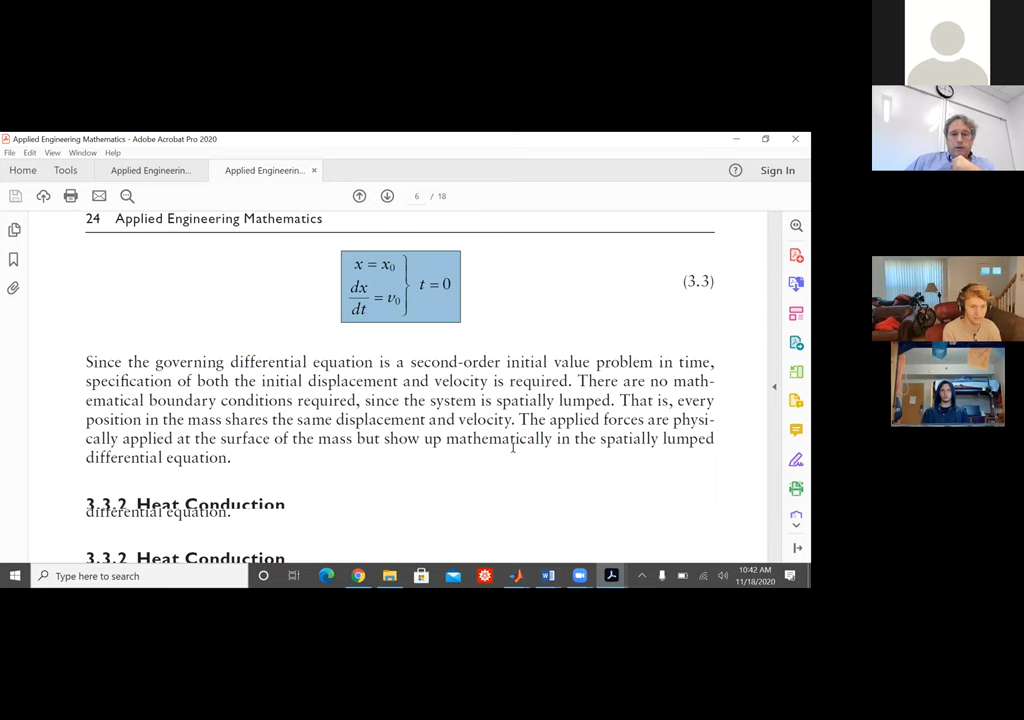 Applied Engineering Mathematics - Adobe Acrobat Pro 2020
File Edit View Window Help
Home Tools Applied Engineerin... Applied Engineerin... × ? Sign In
6 / 18
24 Applied Engineering Mathematics
x = x₀
dx/dt = v₀ } t = 0 (3.3)
Since the governing differential equation is a second-order initial value problem in time,
specification of both the initial displacement and velocity is required. There are no math-
ematical boundary conditions required, since the system is spatially lumped. That is, every
position in the mass shares the same displacement and velocity. The applied forces are physi-
cally applied at the surface of the mass but show up mathematically in the spatially lumped
differential equation.
3.3.2 Heat Conduction
differential equation.
3.3.2 Heat Conduction
Type here to search
10:42 AM
11/18/2020